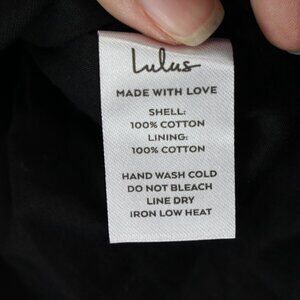 Lulus
MADE WITH LOVE
SHELL:
100% COTTON
LINING:
100% COTTON
HAND WASH COLD
DO NOT BLEACH
LINE DRY
IRON LOW HEAT